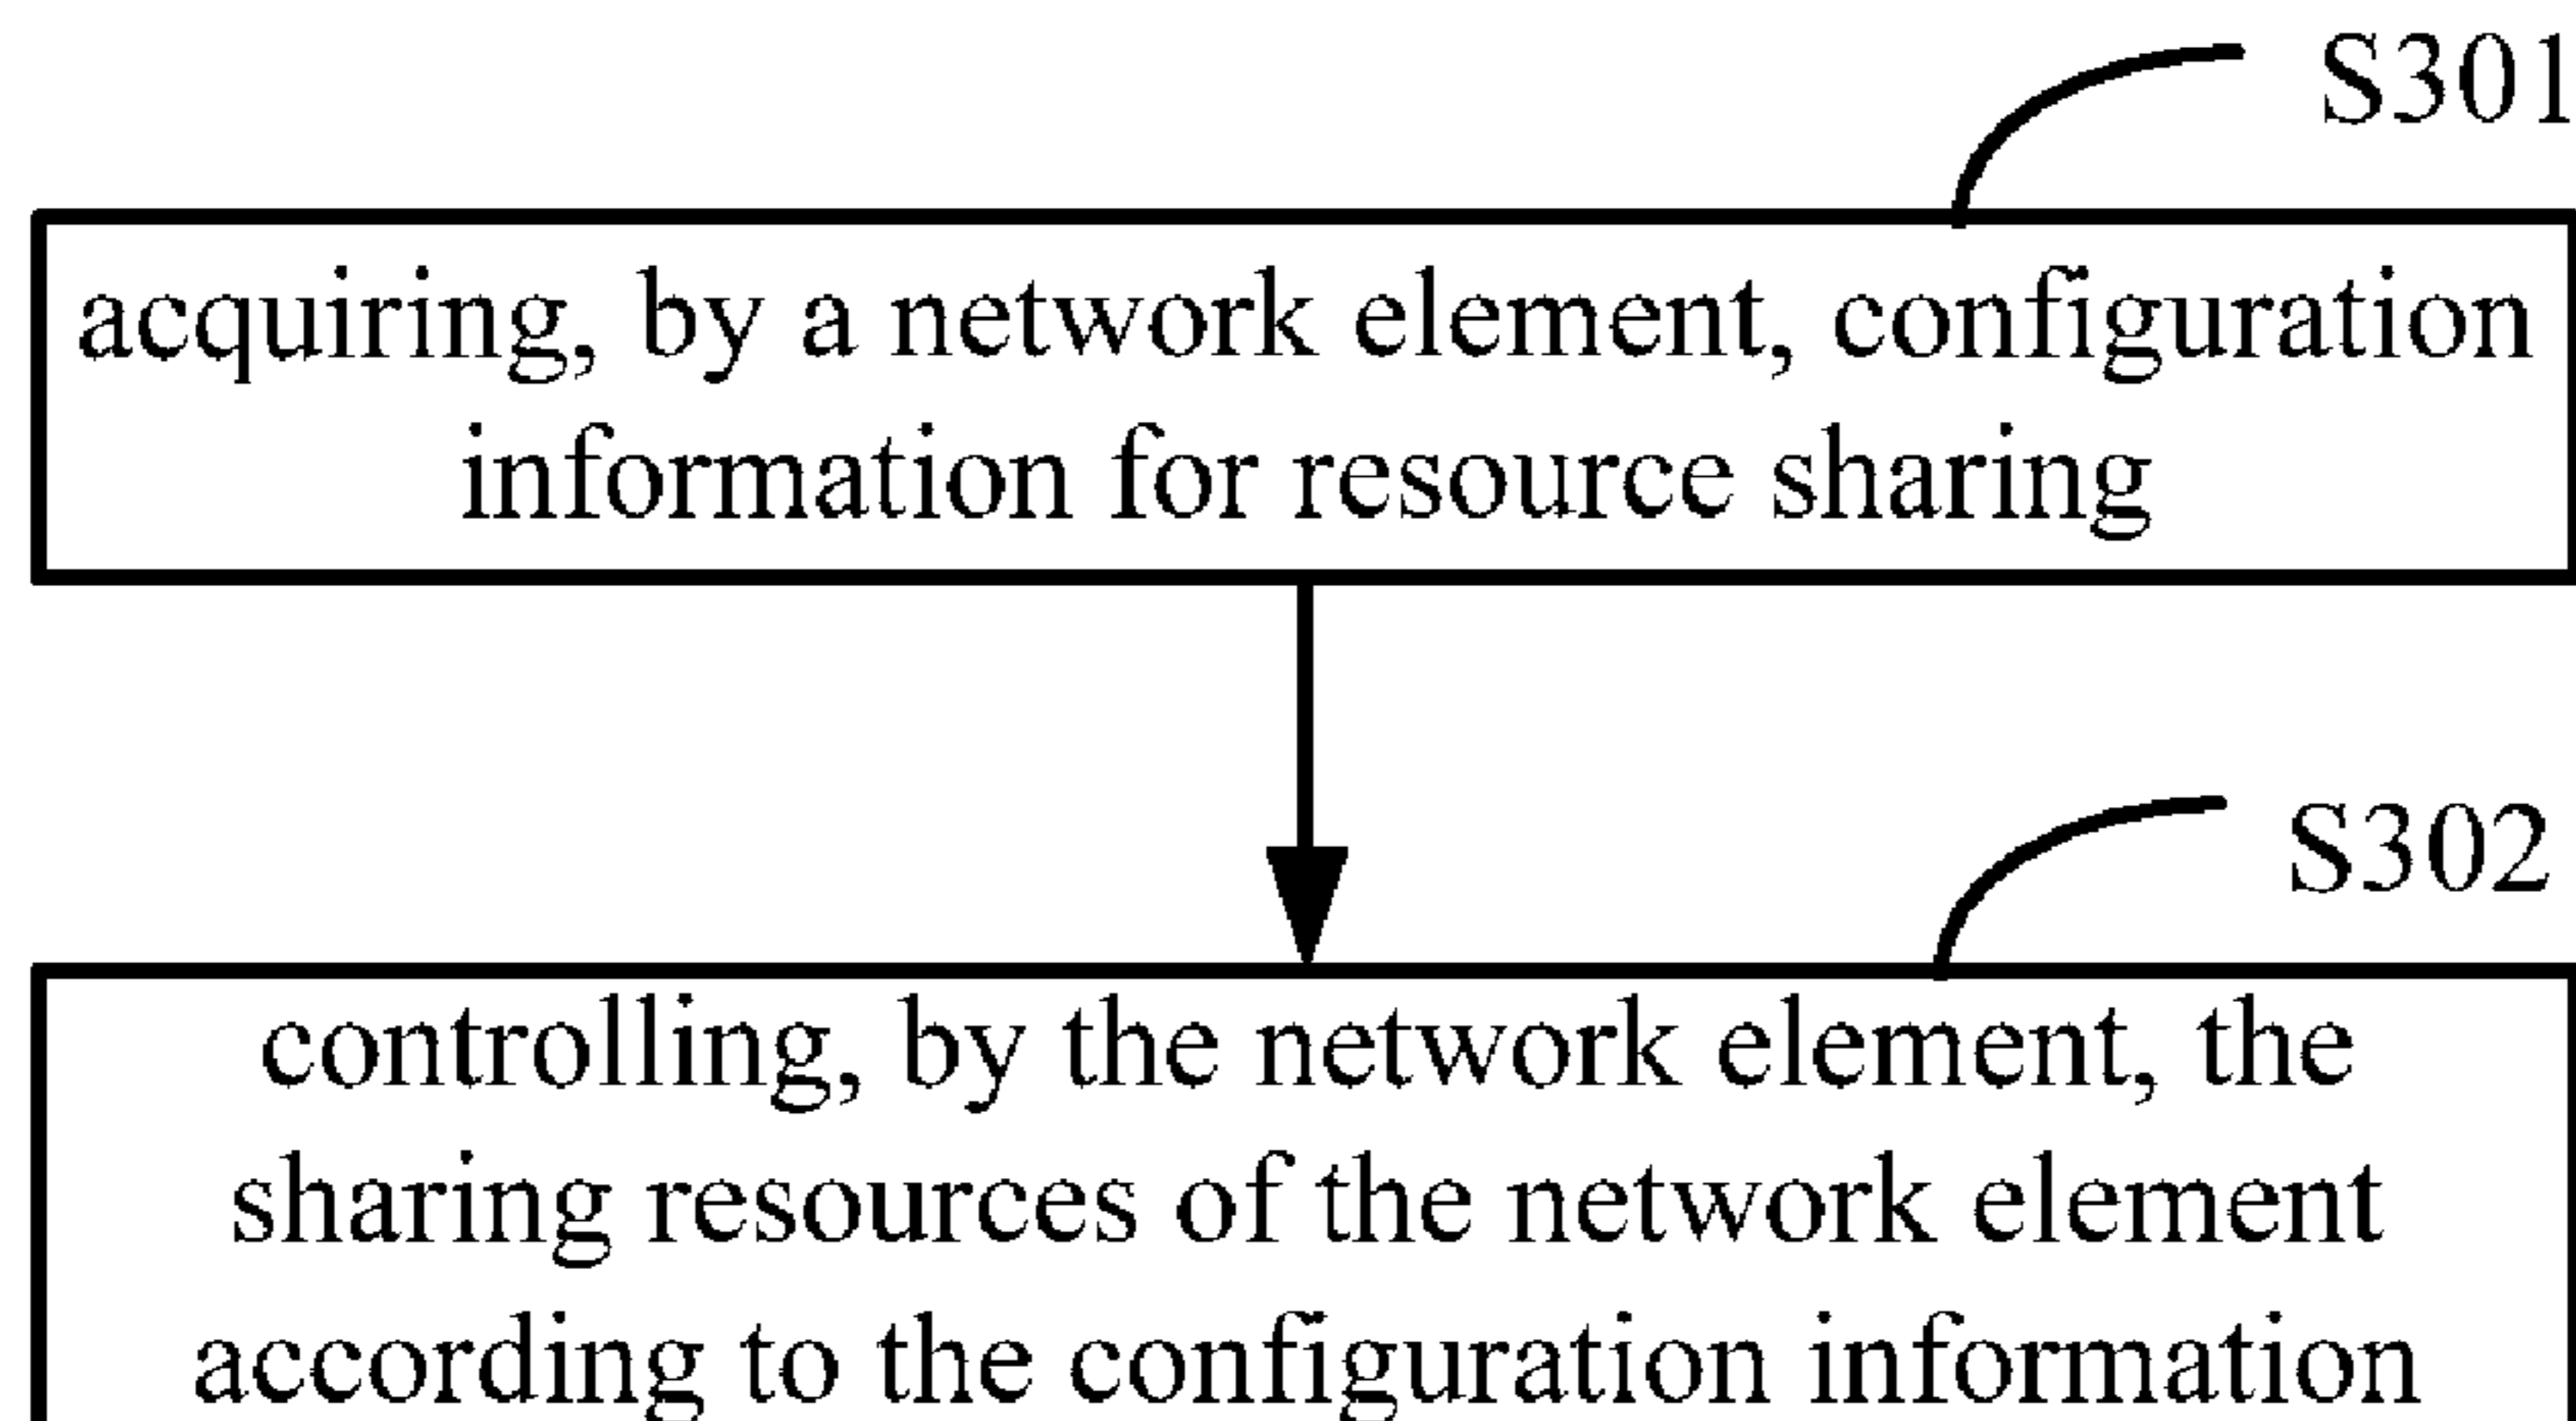 S301
acquiring, by a network element, configuration
information for resource sharing
S302
controlling, by the network element, the
sharing resources of the network element
according to the configuration information